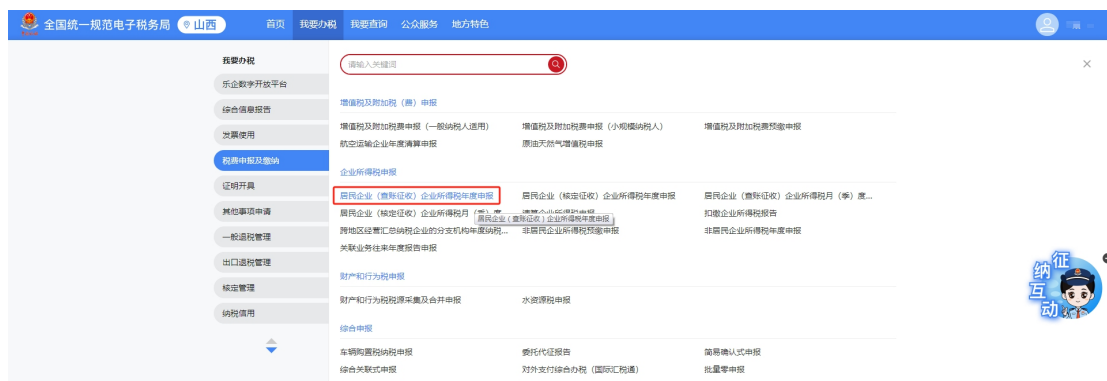 全国统一规范电子税务局 山西 首页 我要办税 我要查询 公众服务 地方特色
我要办税
乐企数字开放平台
综合信息报告
发票使用
税费申报及缴纳
证明开具
其他事项申请
一般退税管理
出口退税管理
核定管理
纳税信用
请输入关键词
增值税及附加税（费）申报
增值税及附加税费申报（一般纳税人适用） 增值税及附加税费申报（小规模纳税人） 增值税及附加税费预缴申报
航空运输企业年度清算申报 原油天然气增值税申报
企业所得税申报
居民企业（查账征收）企业所得税年度申报 居民企业（核定征收）企业所得税年度申报 居民企业（查账征收）企业所得税月（季）度...
居民企业（核定征收）企业所得税月（季）度 清算企业所得税申报 扣缴企业所得税报告
居民企业（查账征收）企业所得税年度申报
跨地区经营汇总纳税企业的分支机构年度纳税... 非居民企业所得税预缴申报 非居民企业所得税年度申报
关联业务往来年度报告申报
财产和行为税申报
财产和行为税税源采集及合并申报 水资源税申报
综合申报
车辆购置税纳税申报 委托代征报告 简易确认式申报
综合关联式申报 对外支付综合办税（国际汇税通） 批量零申报
征纳互动